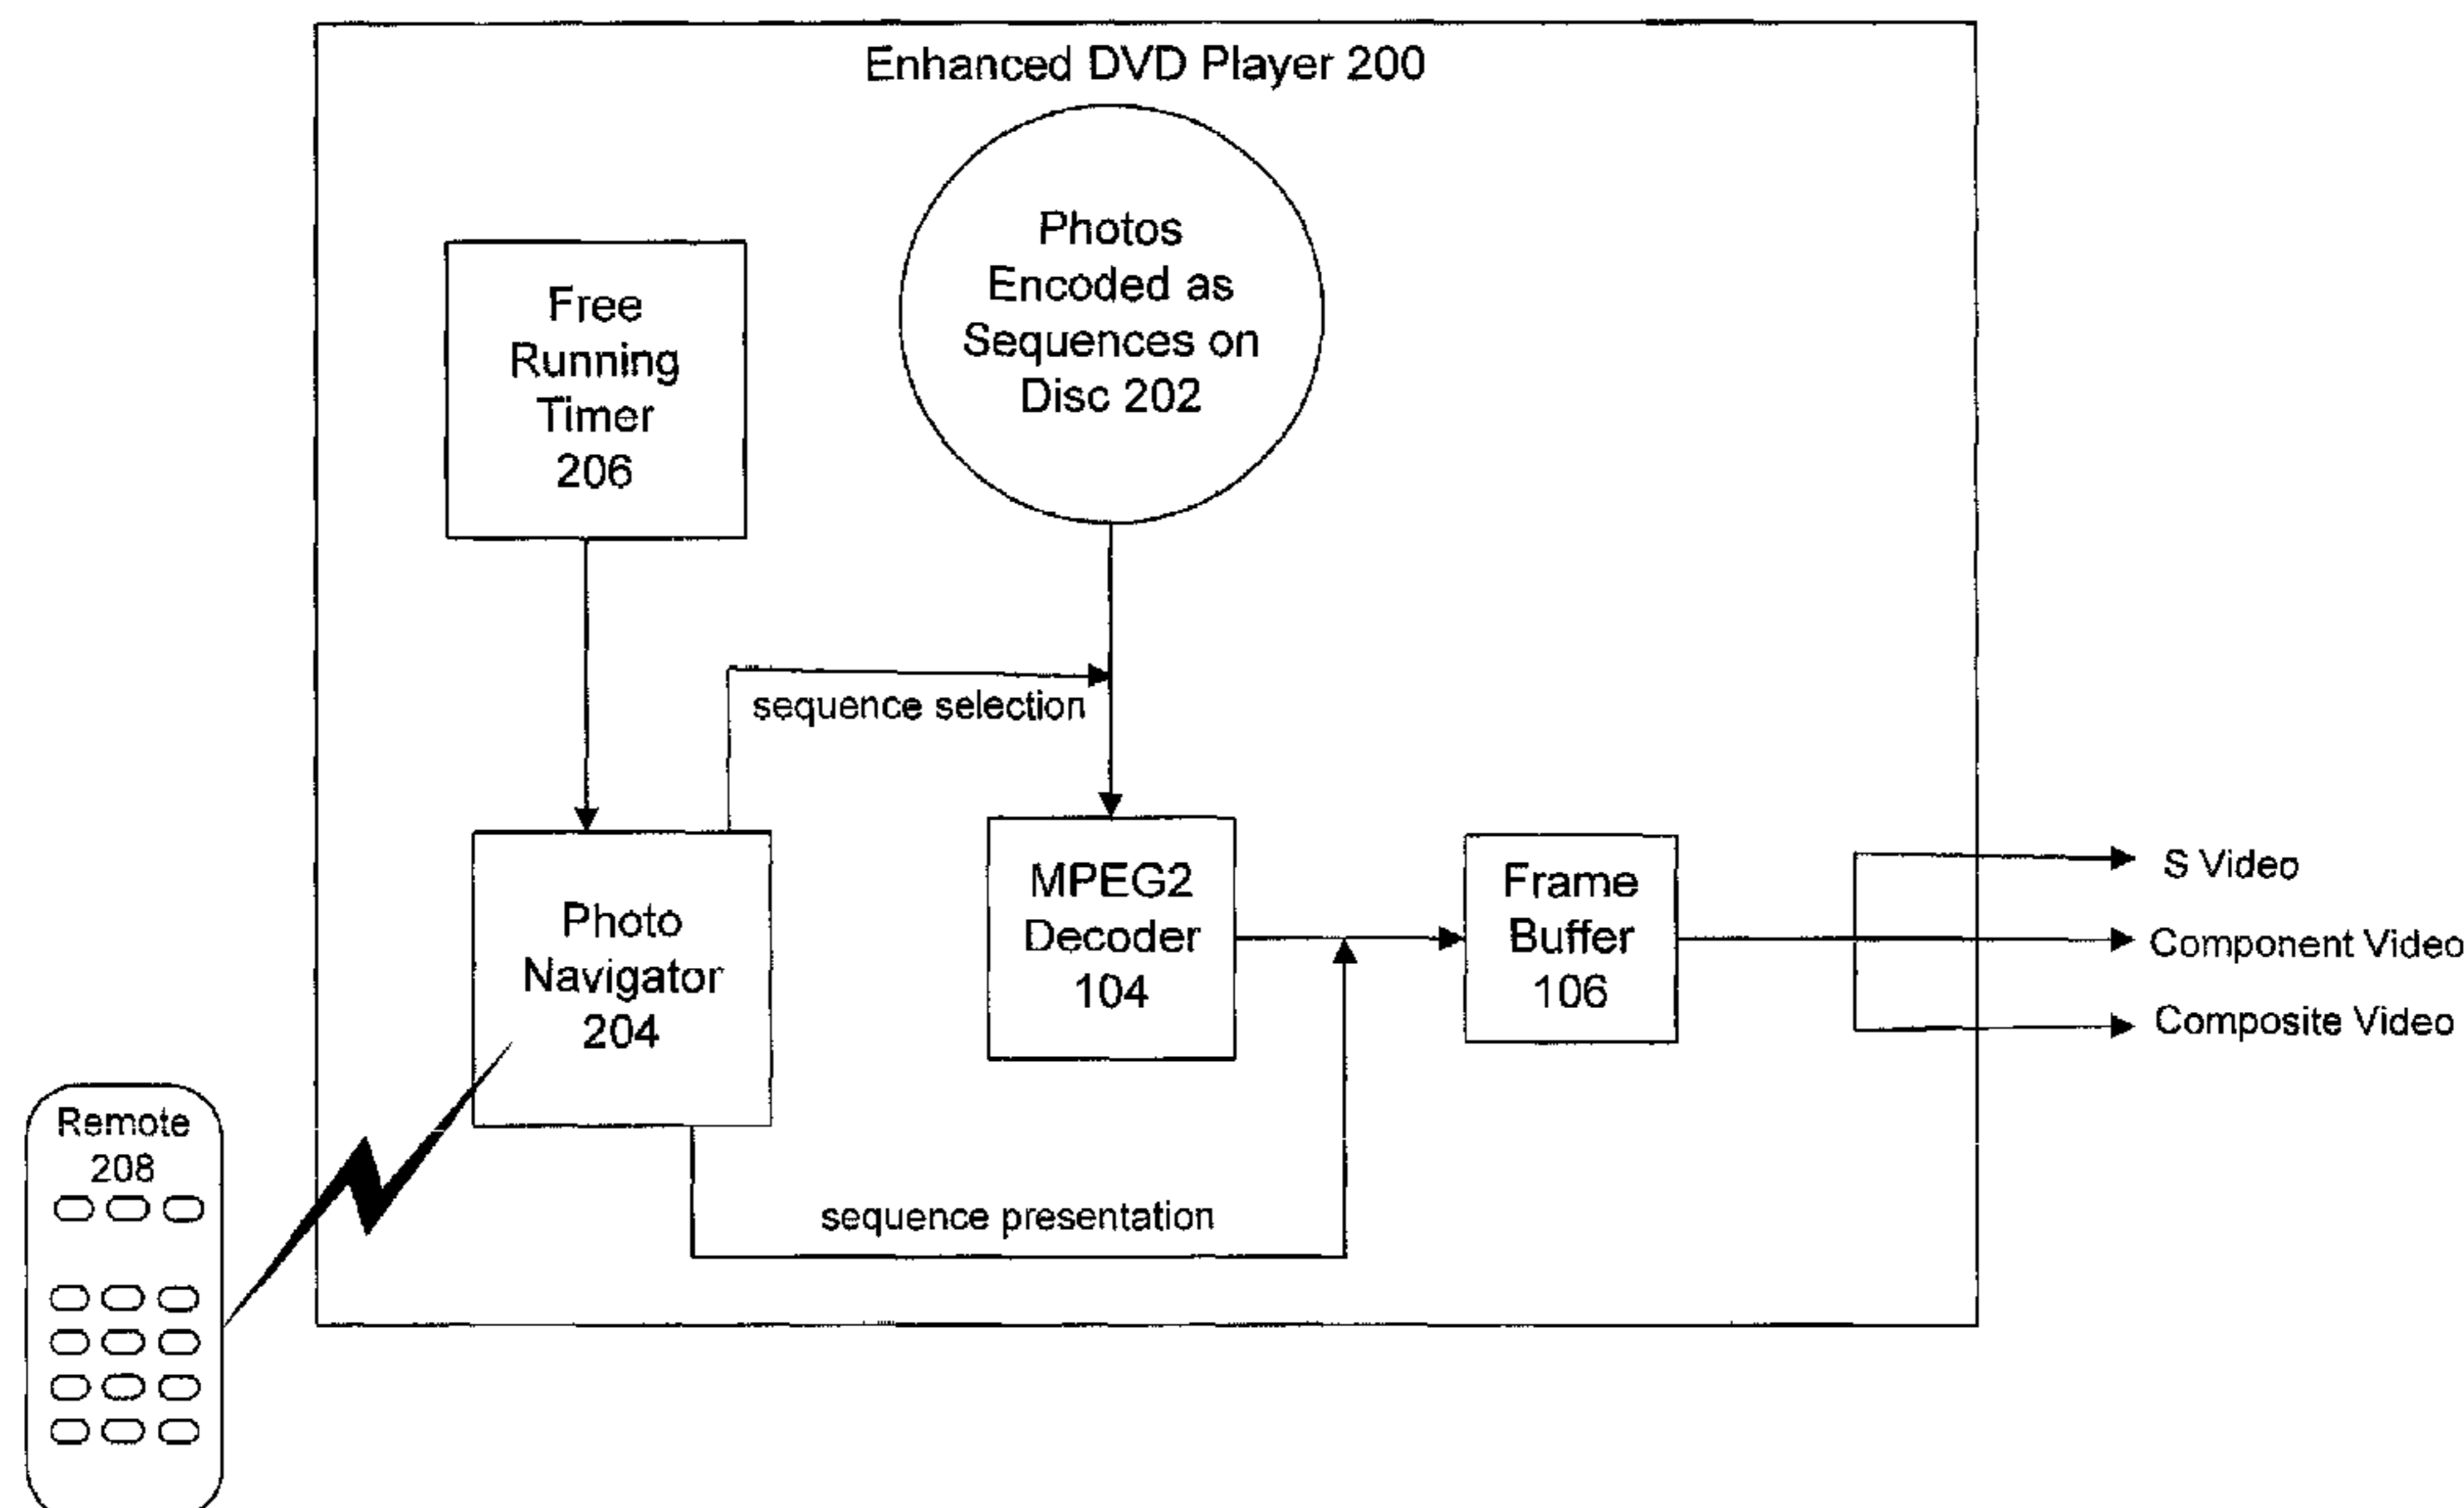 Enhanced DVD Player 200
Photos
Encoded as
Sequences on
Disc 202
Free
Running
Timer
206
sequence selection
Photo
Navigator
204
MPEG2
Decoder
104
Frame
Buffer
106
S Video
Component Video
Composite Video
Remote
208
sequence presentation